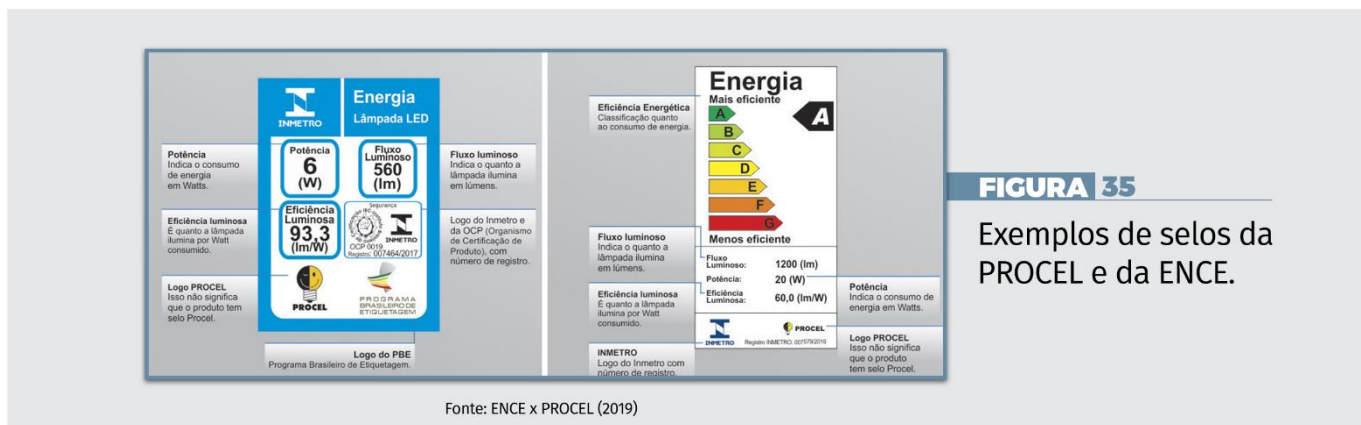 Potência
Indica o consumo
de energia
em Watts.
Eficiência luminosa
É quanto a lâmpada
ilumina por Watt
consumido.
Logo PROCEL
Isso não significa
que o produto tem
selo Procel.
INMETRO
Energia
Lâmpada LED
Potência
6
(W)
Fluxo
Luminoso
560
(lm)
Eficiência
Luminosa
93,3
(lm/W)
Segurança
INMETRO
OCP 0019
Registro: 007464/2017
PROCEL
PROGRAMA
BRASILEIRO DE
ETIQUETAGEM
Fluxo luminoso
Indica o quanto a
lâmpada ilumina
em lúmens.
Logo do Inmetro e
da OCP (Organismo
de Certificação de
Produto), com
número de registro.
Logo do PBE
Programa Brasileiro de Etiquetagem.
Eficiência Energética
Classificação quanto
ao consumo de energia.
Fluxo luminoso
Indica o quanto a
lâmpada ilumina
em lúmens.
Eficiência luminosa
É quanto a lâmpada
ilumina por Watt
consumido.
INMETRO
Logo do Inmetro com
número de registro.
Energia
Mais eficiente
A
A
B
C
D
E
F
G
Menos eficiente
Fluxo
Luminoso: 1200 (lm)
Potência: 20 (W)
Eficiência
Luminosa: 60,0 (lm/W)
INMETRO
PROCEL
Registro INMETRO: 007579/2016
Potência
Indica o consumo de
energia em Watts.
Logo PROCEL
Isso não significa
que o produto
tem selo Procel.
FIGURA 35
Exemplos de selos da
PROCEL e da ENCE.
Fonte: ENCE x PROCEL (2019)